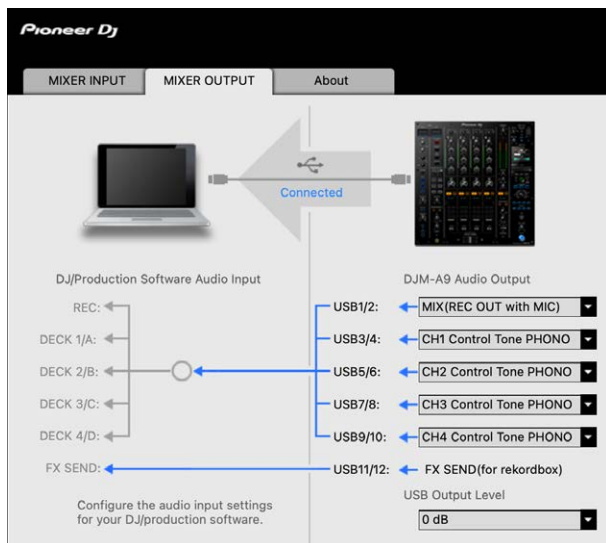 Pioneer Dj
MIXER INPUT
MIXER OUTPUT
About
Connected
DJ/Production Software Audio Input
DJM-A9 Audio Output
REC:
USB1/2:
MIX(REC OUT with MIC)
DECK 1/A:
USB3/4:
CH1 Control Tone PHONO
DECK 2/B:
USB5/6:
CH2 Control Tone PHONO
DECK 3/C:
USB7/8:
CH3 Control Tone PHONO
DECK 4/D:
USB9/10:
CH4 Control Tone PHONO
FX SEND:
USB11/12:
FX SEND(for rekordbox)
Configure the audio input settings
for your DJ/production software.
USB Output Level
0 dB